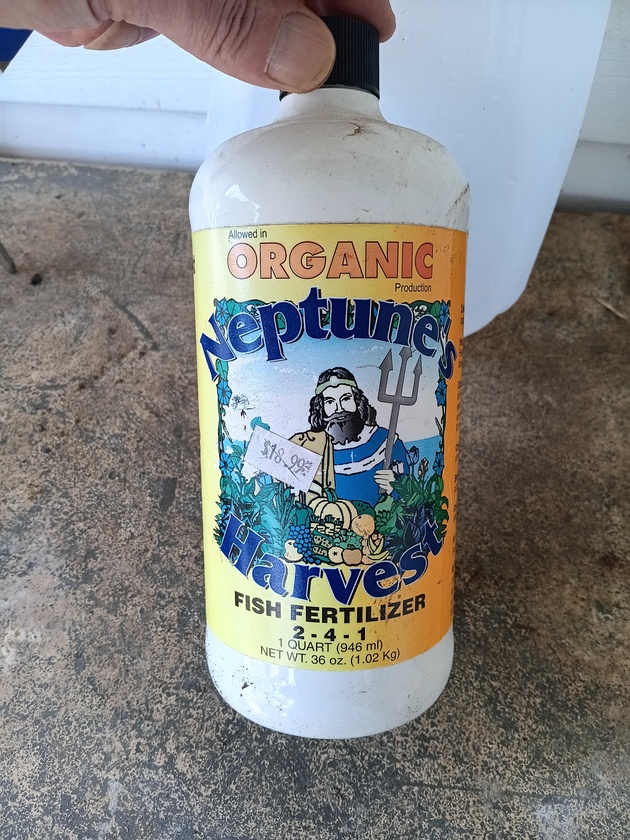 Allowed in
ORGANIC
Production
Neptune's
$18.99
Harvest
FISH FERTILIZER
2-4-1
1 QUART (946 ml)
NET WT. 36 oz. (1.02 Kg)